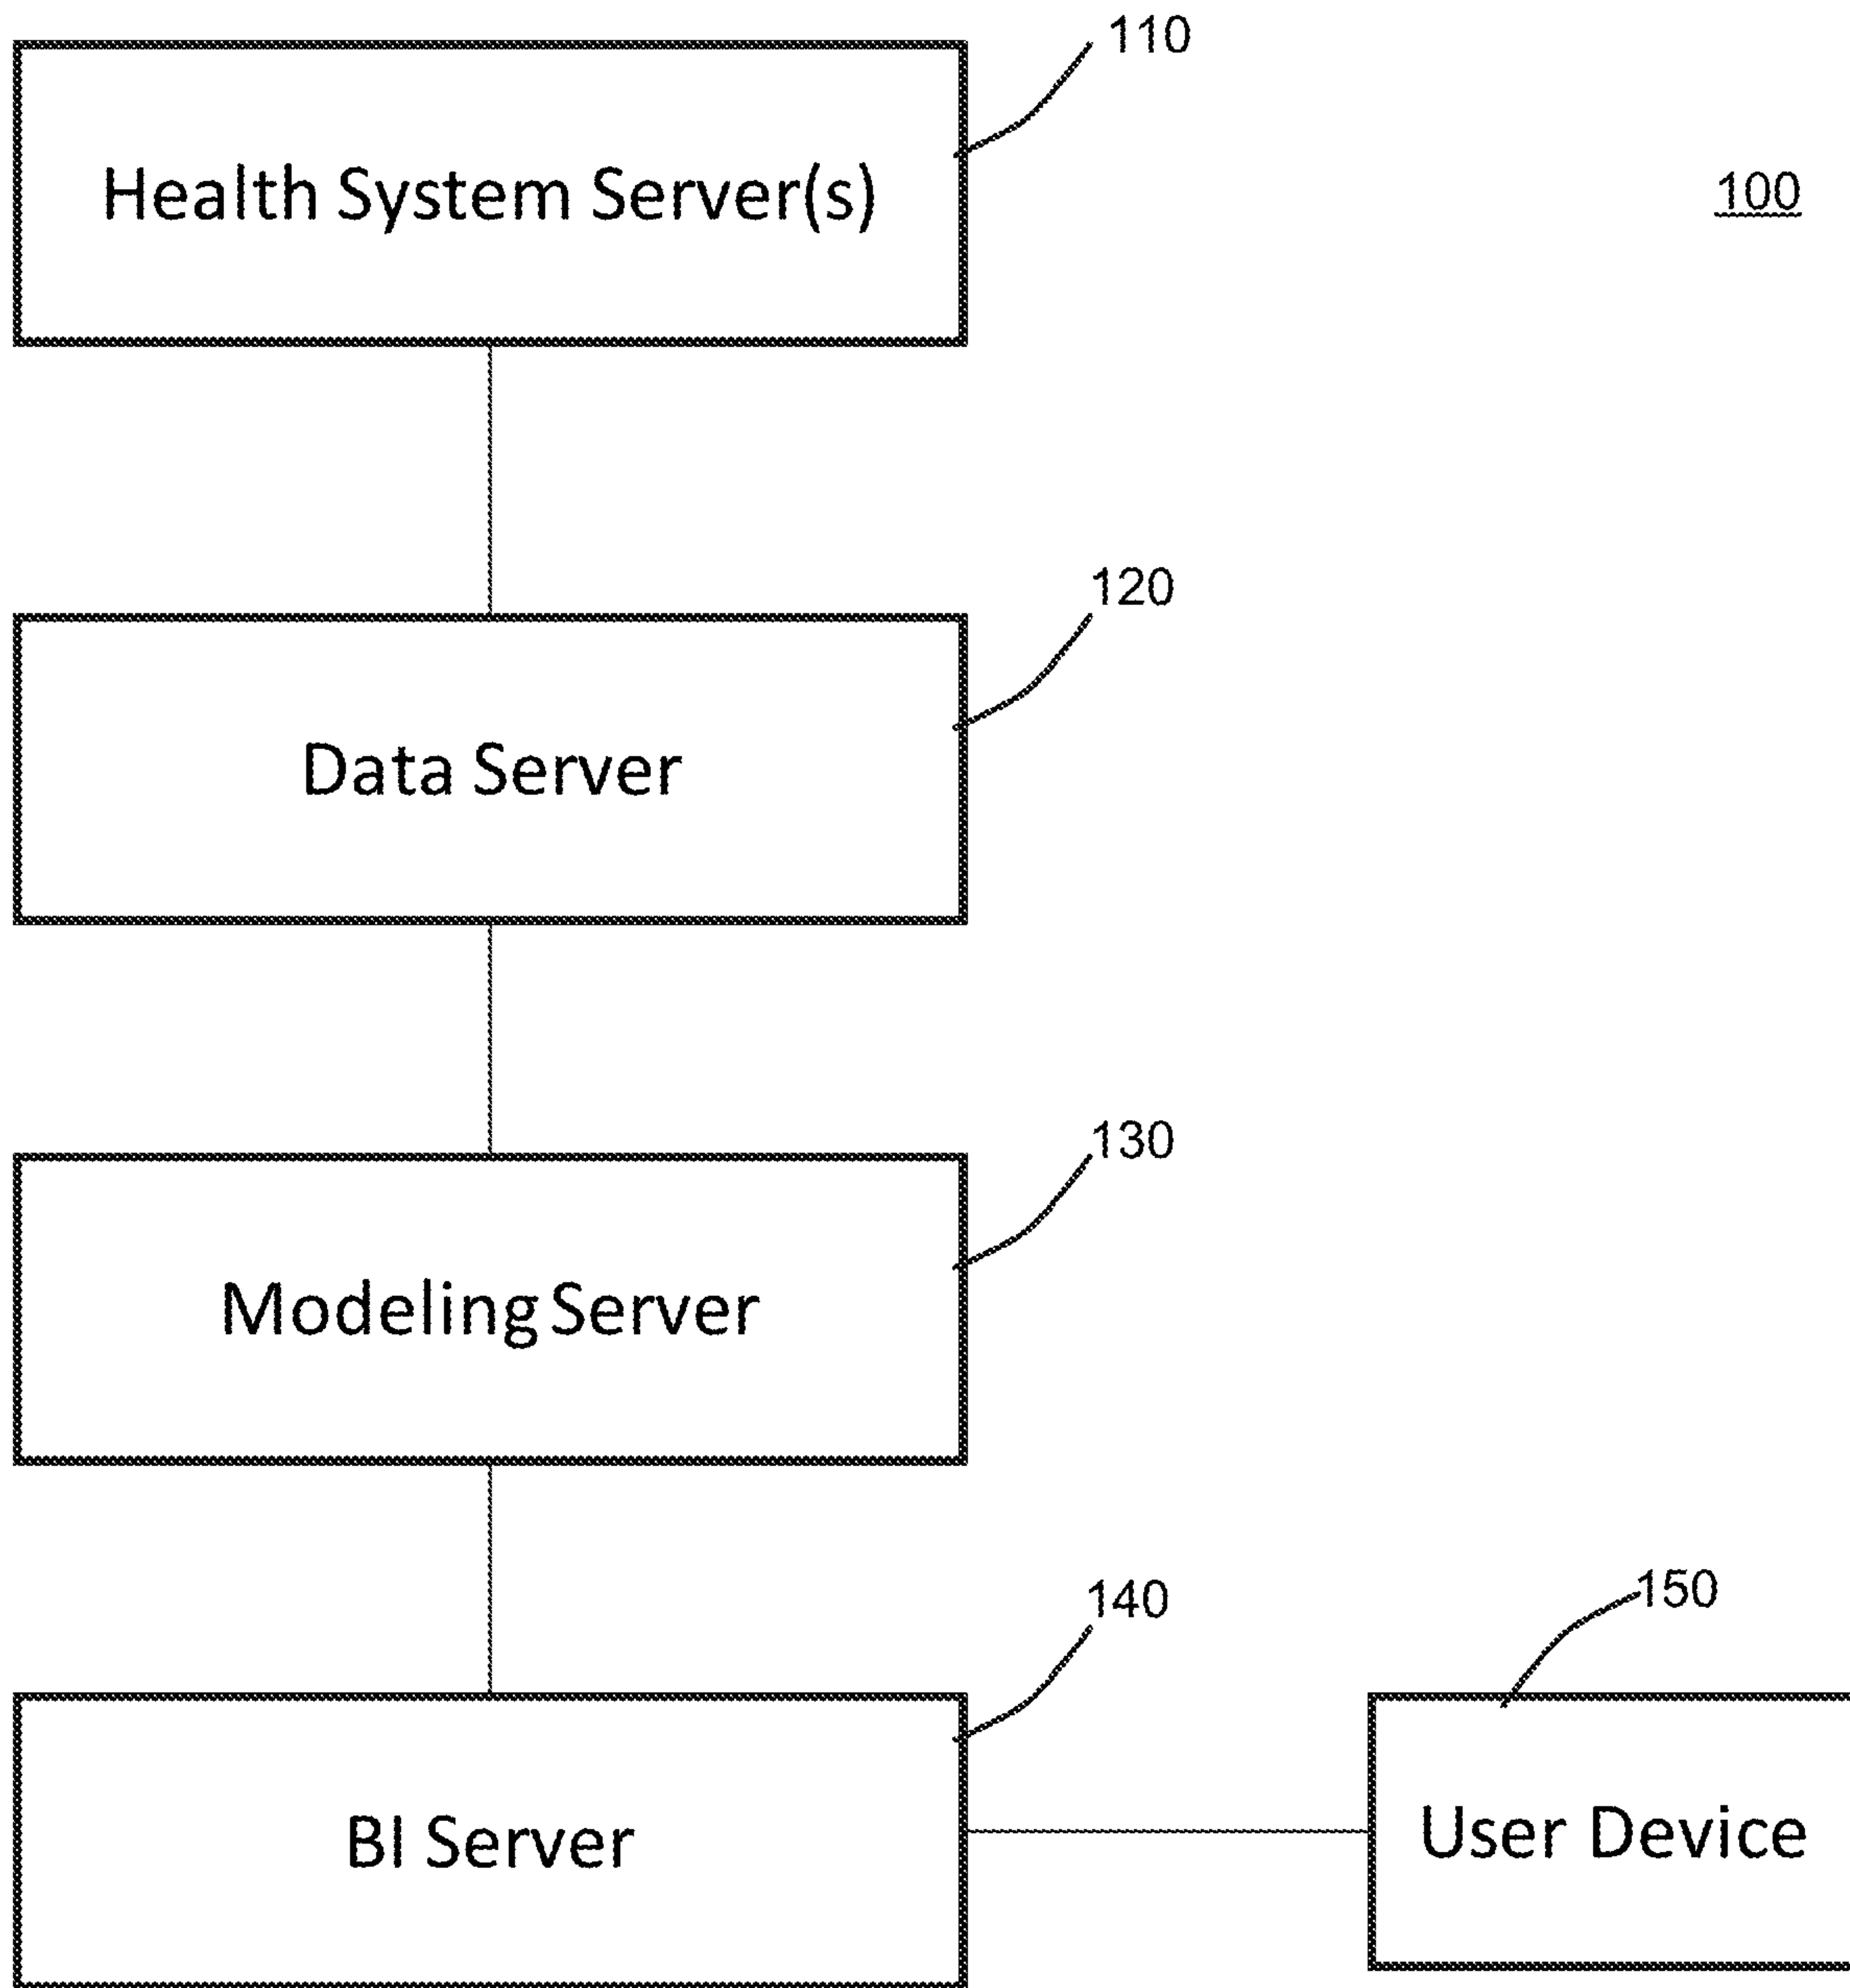 110
Health System Server(s)
100
120
Data Server
130
Modeling Server
140
150
BI Server
User Device